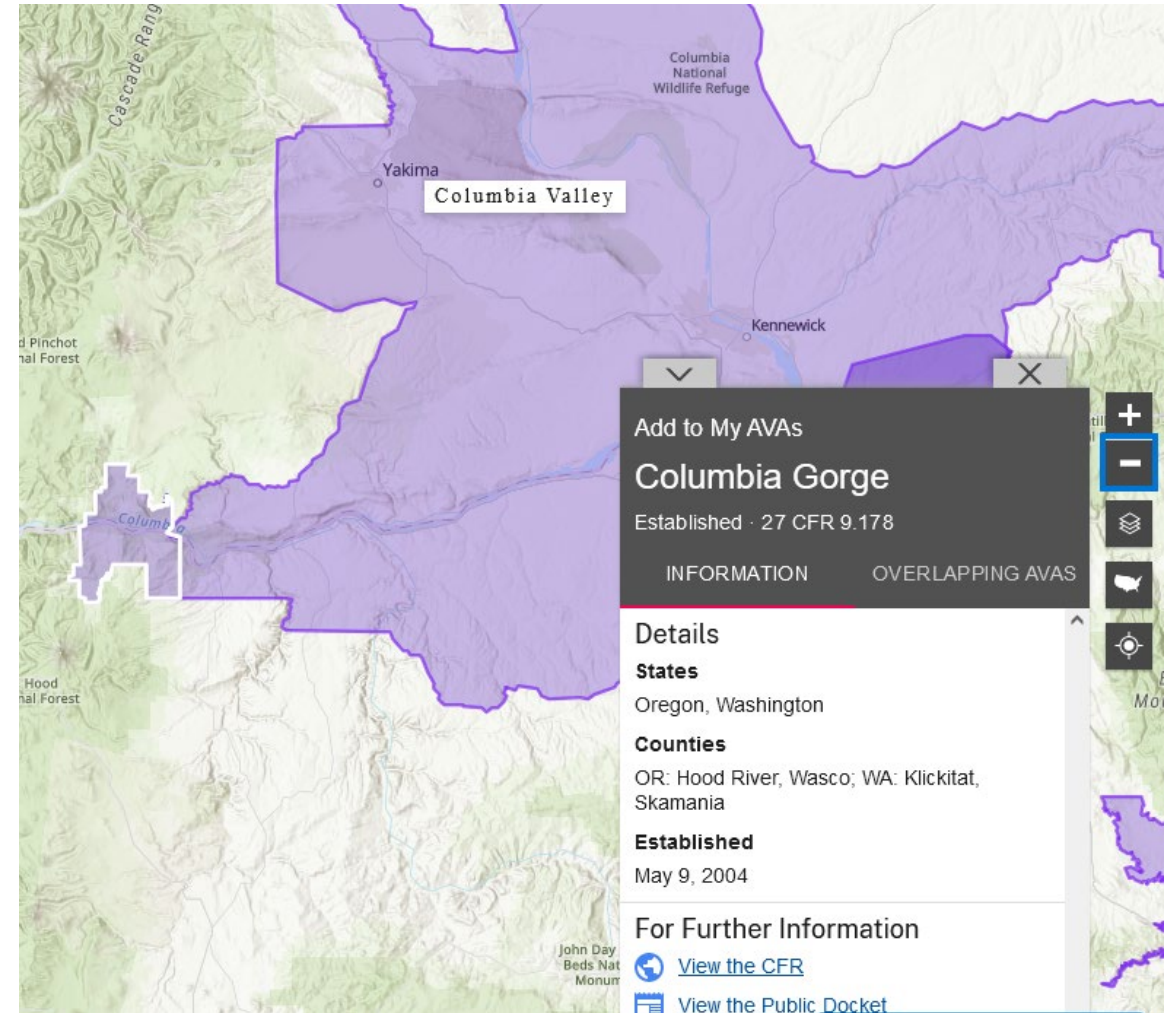 Cascade Rang
Columbia
National
Wildlife Refuge
Yakima
Columbia Valley
Kennewick
d Pinchot
nal Forest
Columbia
Hood
nal Forest
Add to My AVAs
Columbia Gorge
Established · 27 CFR 9.178
INFORMATION
OVERLAPPING AVAS
Details
States
Oregon, Washington
Counties
OR: Hood River, Wasco; WA: Klickitat,
Skamania
Established
May 9, 2004
For Further Information
View the CFR
View the Public Docket
John Day
Beds Nat
Monum
Mou